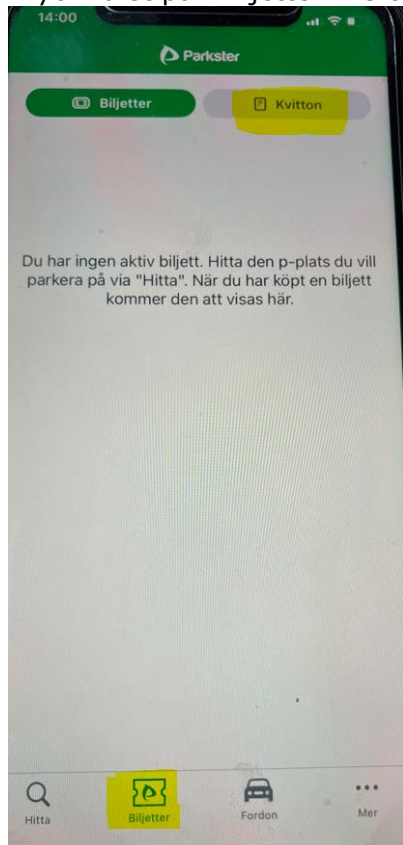 14:00
Parkster
Biljetter
Kvitton
Du har ingen aktiv biljett. Hitta den p-plats du vill
parkera på via "Hitta". När du har köpt en biljett
kommer den att visas här.
Hitta
Biljetter
Fordon
Mer